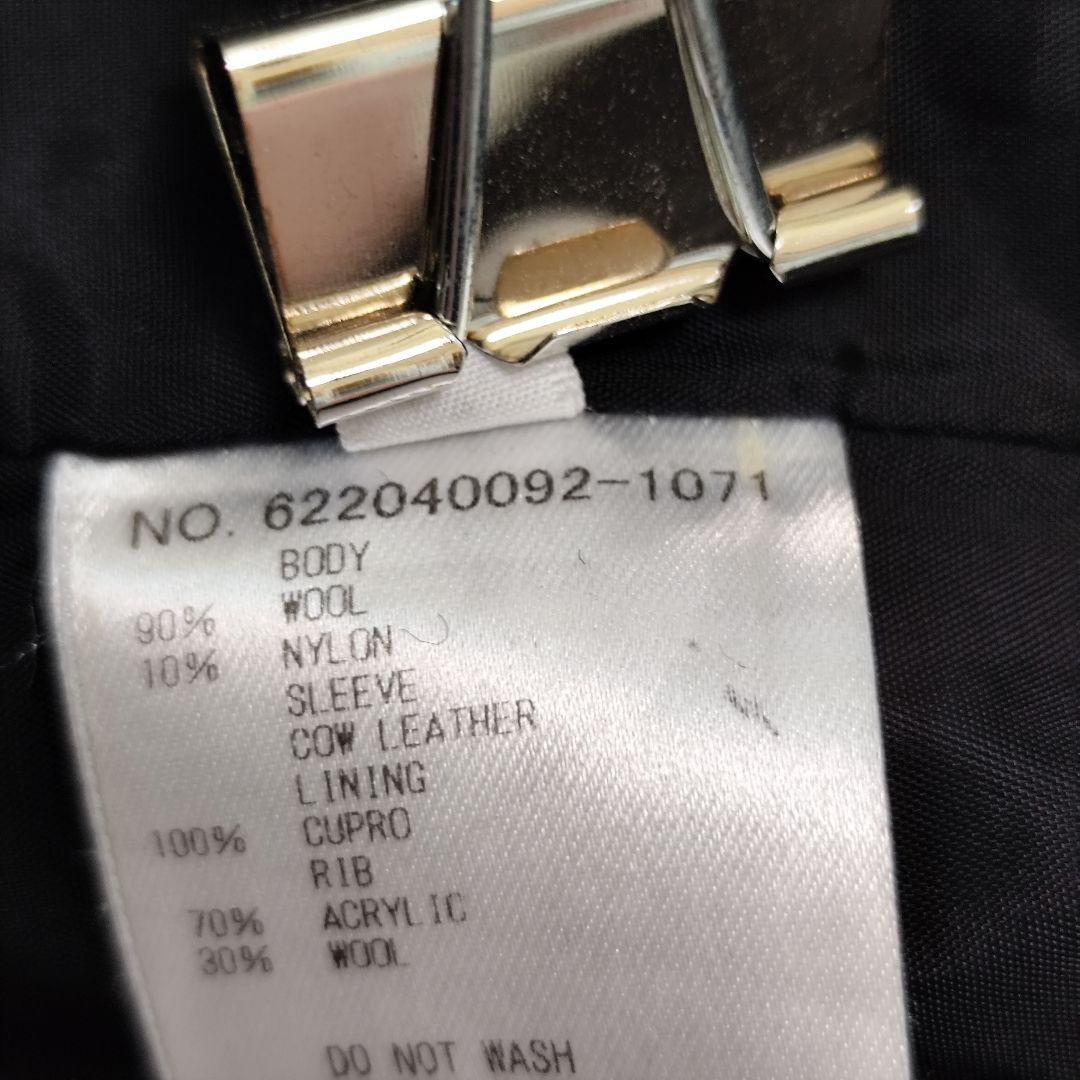 NO. 622040092-1071
BODY
90% WOOL
10% NYLON
SLEEVE
COW LEATHER
LINING
100% CUPRO
RIB
70% ACRYLIC
30% WOOL
DO NOT WASH